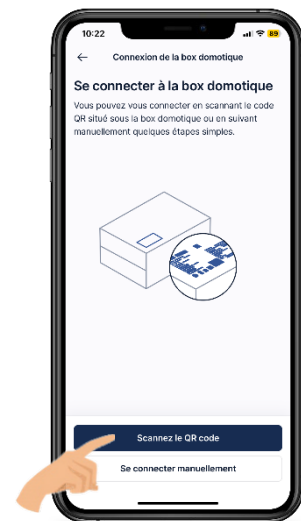 10:22
89
Connexion de la box domotique
Se connecter à la box domotique
Vous pouvez vous connecter en scannant le code
QR situé sous la box domotique ou en suivant
manuellement quelques étapes simples.
Scannez le QR code
Se connecter manuellement